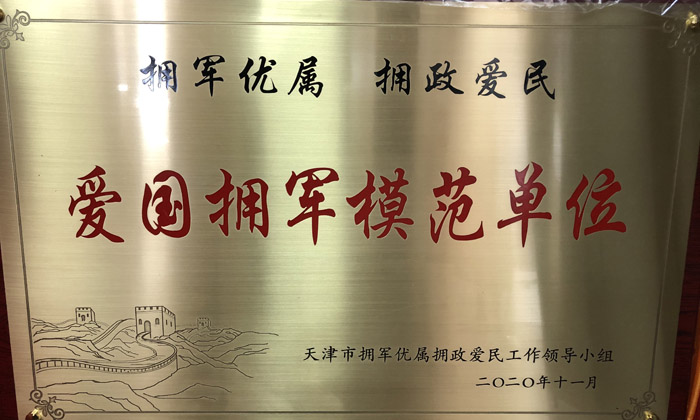 拥军优属 拥政爱民
爱国拥军模范单位
天津市拥军优属拥政爱民工作领导小组
二〇二〇年十一月